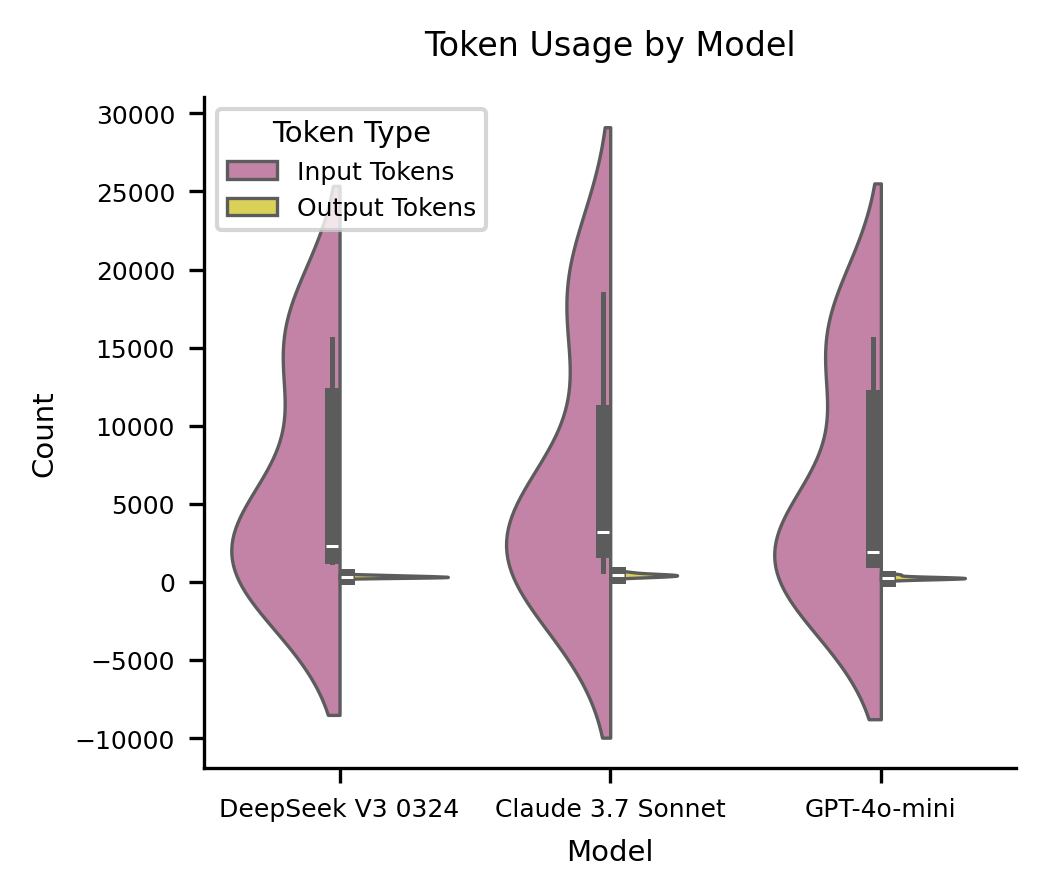 Token Usage by Model
Token Type
Input Tokens
Output Tokens
30000
25000
20000
15000
10000
5000
0
−5000
−10000
Count
DeepSeek V3 0324
Claude 3.7 Sonnet
GPT-4o-mini
Model